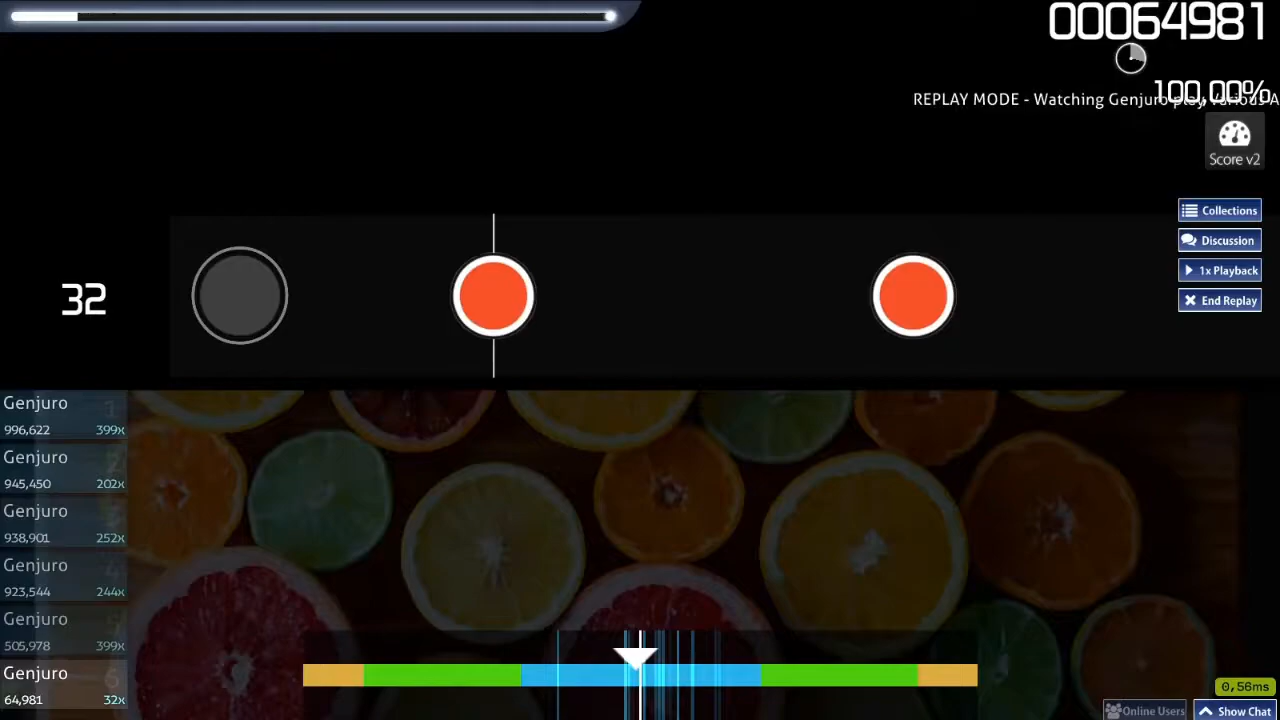 00064981
100.00%
REPLAY MODE - Watching Genjuro play Various A
Score v2
Collections
Discussion
1x Playback
End Replay
32
Genjuro
996,622 399x
Genjuro
945,450 202x
Genjuro
938,901 252x
Genjuro
923,544 244x
Genjuro
505,978 399x
Genjuro
64,981 32x
0,56ms
Online Users
Show Chat